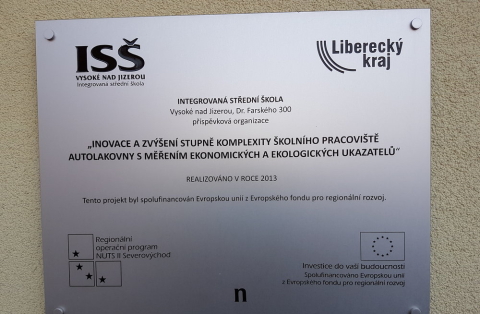 ISŠ
VYSOKÉ NAD JIZEROU
Integrovaná střední škola
Liberecký
kraj
INTEGROVANÁ STŘEDNÍ ŠKOLA
Vysoké nad Jizerou, Dr. Farského 300
příspěvková organizace
„INOVACE A ZVÝŠENÍ STUPNĚ KOMPLEXITY ŠKOLNÍHO PRACOVIŠTĚ
AUTOLAKOVNY S MĚŘENÍM EKONOMICKÝCH A EKOLOGICKÝCH UKAZATELŮ“
REALIZOVÁNO V ROCE 2013
Tento projekt byl spolufinancován Evropskou unií z Evropského fondu pro regionální rozvoj.
Regionální
operační program
NUTS II Severovýchod
Investice do vaší budoucnosti
Spolufinancováno Evropskou unií
z Evropského fondu pro regionální rozvoj
n